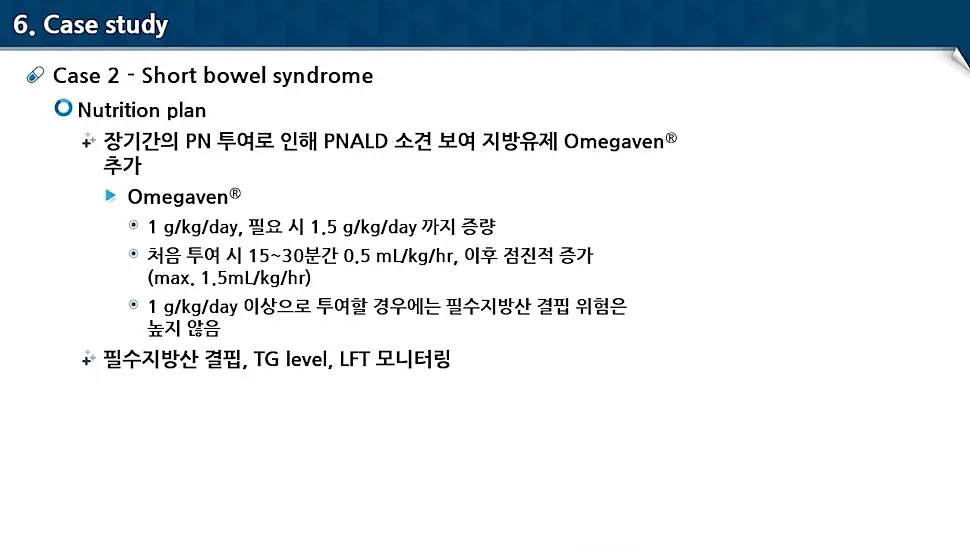 6. Case study
Case 2 - Short bowel syndrome
Nutrition plan
장기간의 PN 투여로 인해 PNALD 소견 보여 지방유제 Omegaven®
추가
Omegaven®
1 g/kg/day, 필요 시 1.5 g/kg/day 까지 증량
처음 투여 시 15~30분간 0.5 mL/kg/hr, 이후 점진적 증가
(max. 1.5mL/kg/hr)
1 g/kg/day 이상으로 투여할 경우에는 필수지방산 결핍 위험은
높지 않음
필수지방산 결핍, TG level, LFT 모니터링